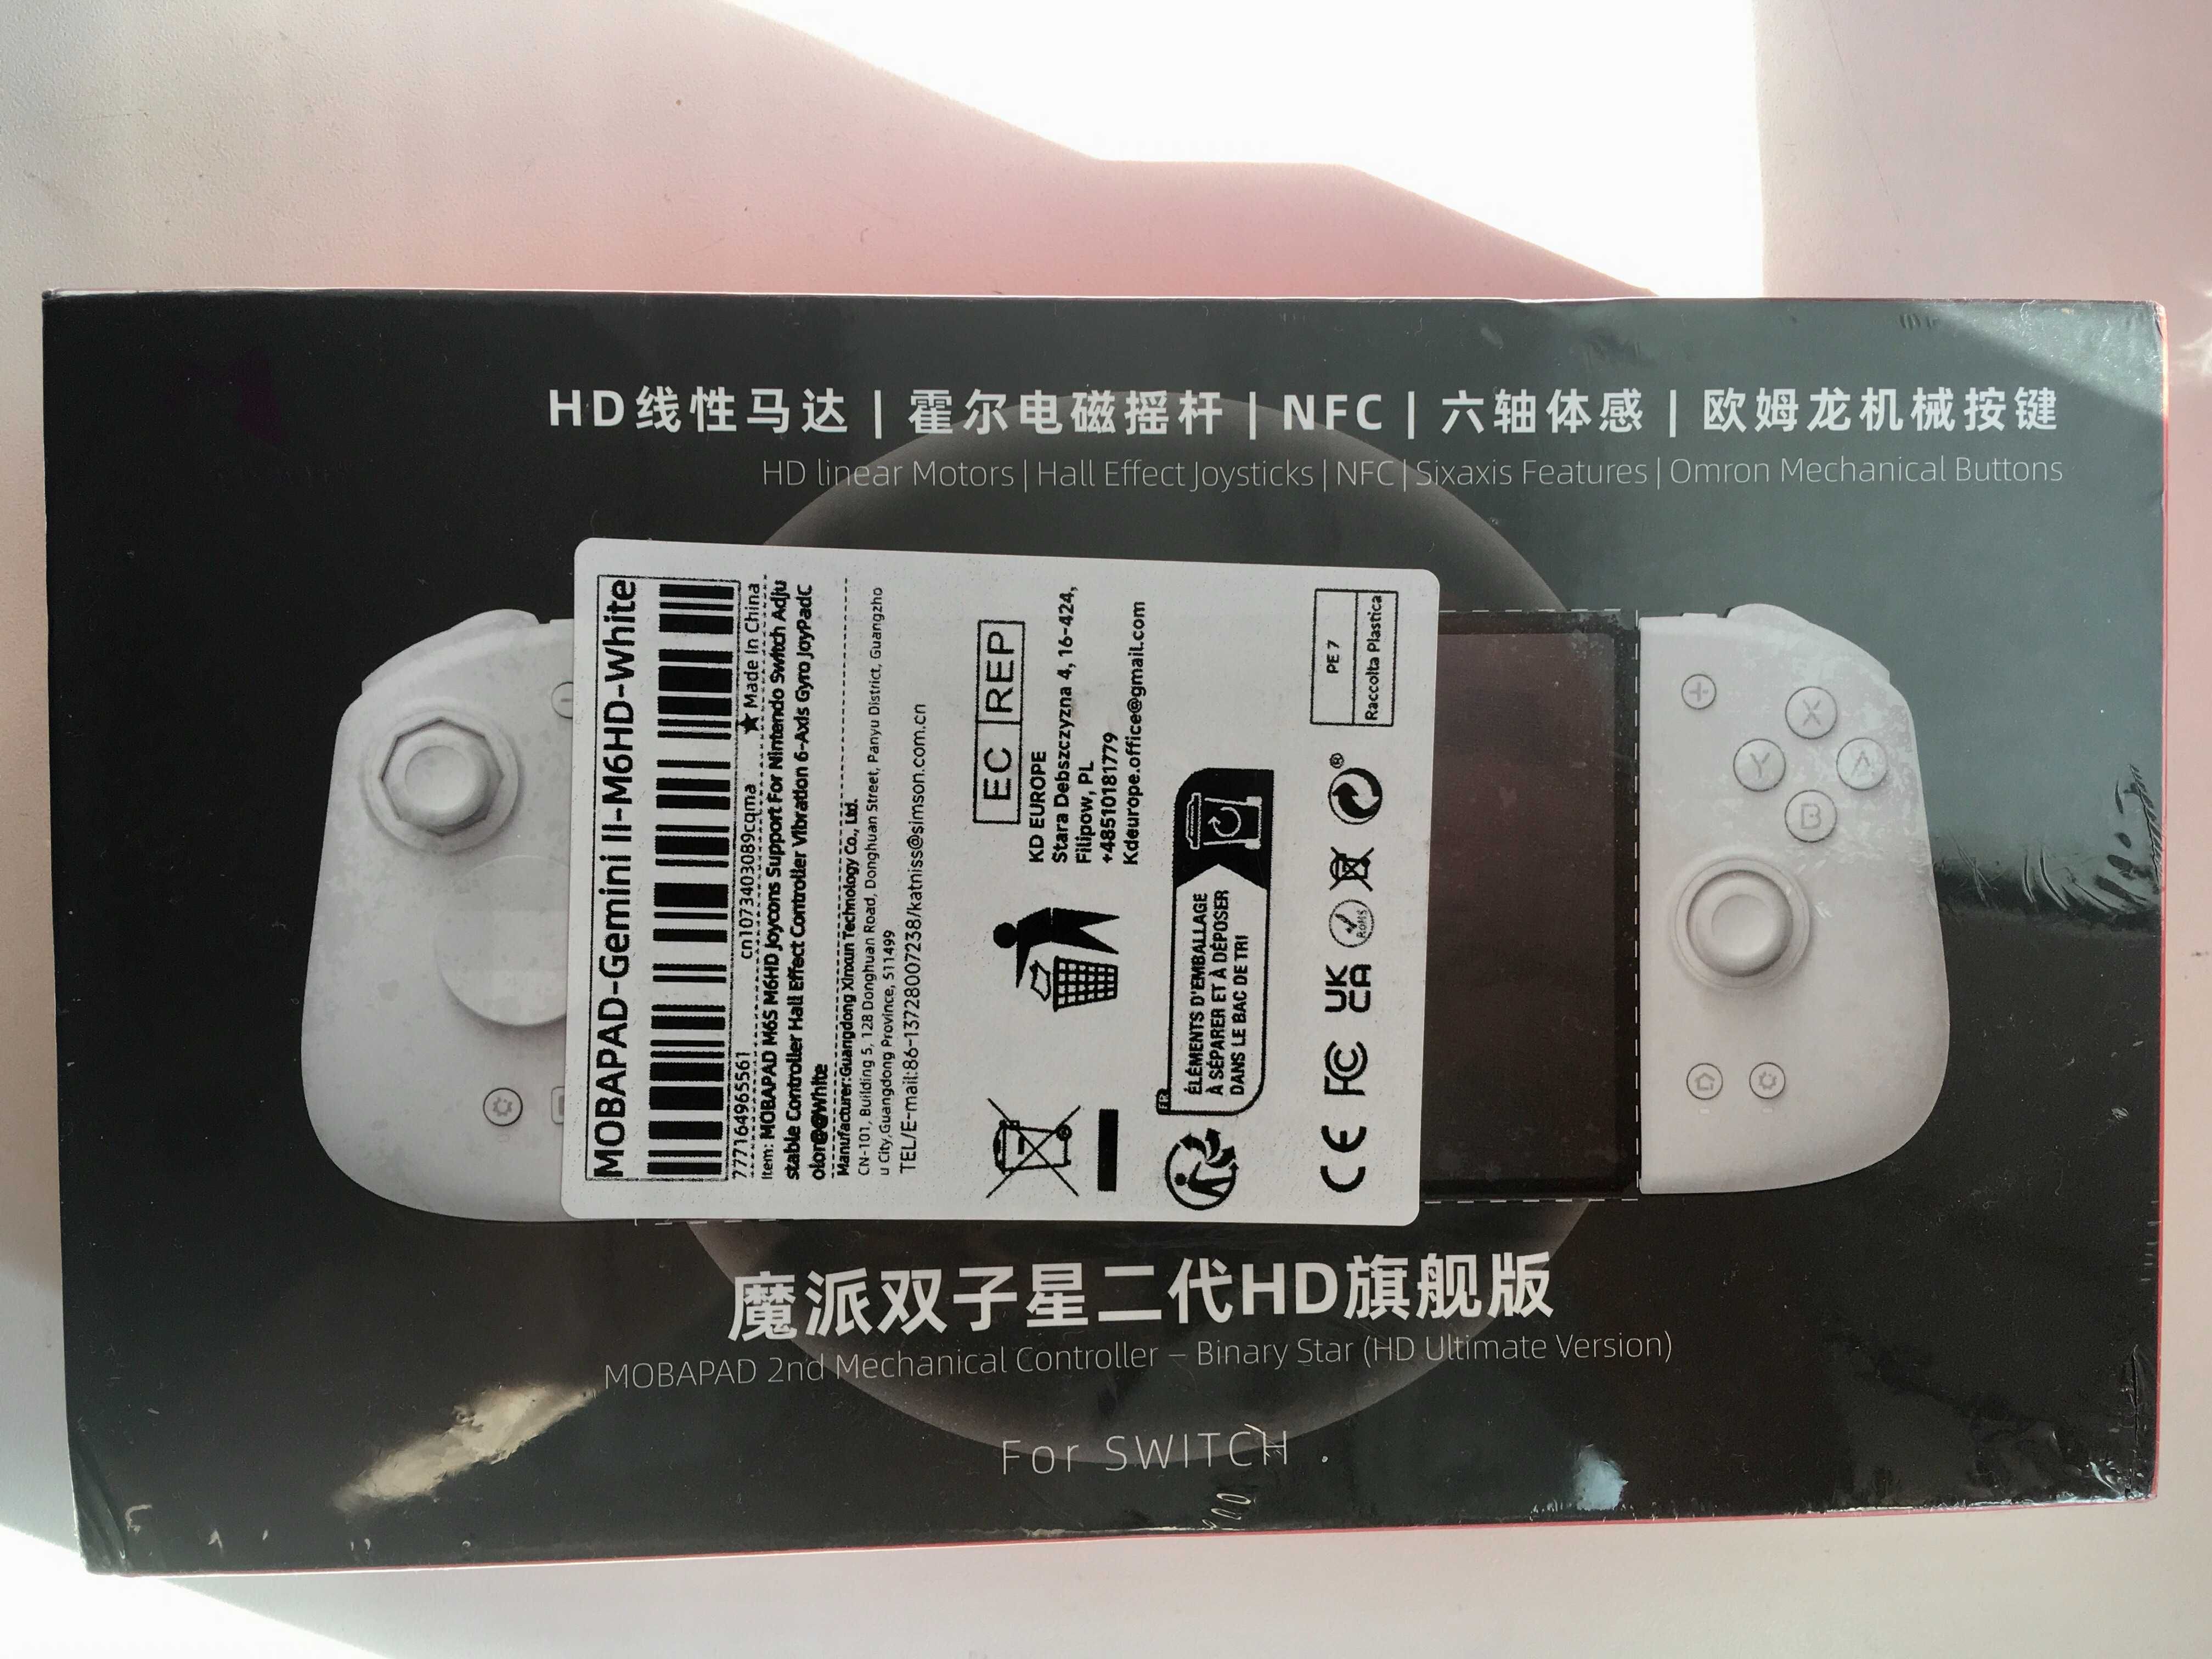 HD线性马达 | 霍尔电磁摇杆 | NFC | 六轴体感 | 欧姆龙机械按键
HD linear Motors | Hall Effect Joysticks | NFC | Sixaxis Features | Omron Mechanical Buttons
MOBAPAD-Gemini II-M6HD-White
777164965561 cn1073403089cqma ★ Made In China
Item: MOBAPAD M6S M6HD Joycons Support For Nintendo Switch Adju
stable Controller Hall Effect Controller Vibration 6-Axis Gyro JoyPadC
olor@@White
Manufacturer:Guangdong Xinxun Technology Co., Ltd.
CN-101, Building 5, 128 Donghuan Road, Donghuan Street, Panyu District, Guangzho
u City,Guangdong Province, 511499
TEL/E-mail:86-13728007238/katniss@simson.com.cn
EC REP
KD EUROPE
Stara Debszczyzna 4, 16-424,
Filipow, PL
+48510181779
Kdeurope.office@gmail.com
FR
ÉLÉMENTS D'EMBALLAGE
À SÉPARER ET À DÉPOSER
DANS LE BAC DE TRI
CE FC UK
CA
RoHS
®
PE 7
Raccolta Plastica
+
X
Y
A
B
魔派双子星二代HD旗舰版
MOBAPAD 2nd Mechanical Controller – Binary Star (HD Ultimate Version)
For SWITCH